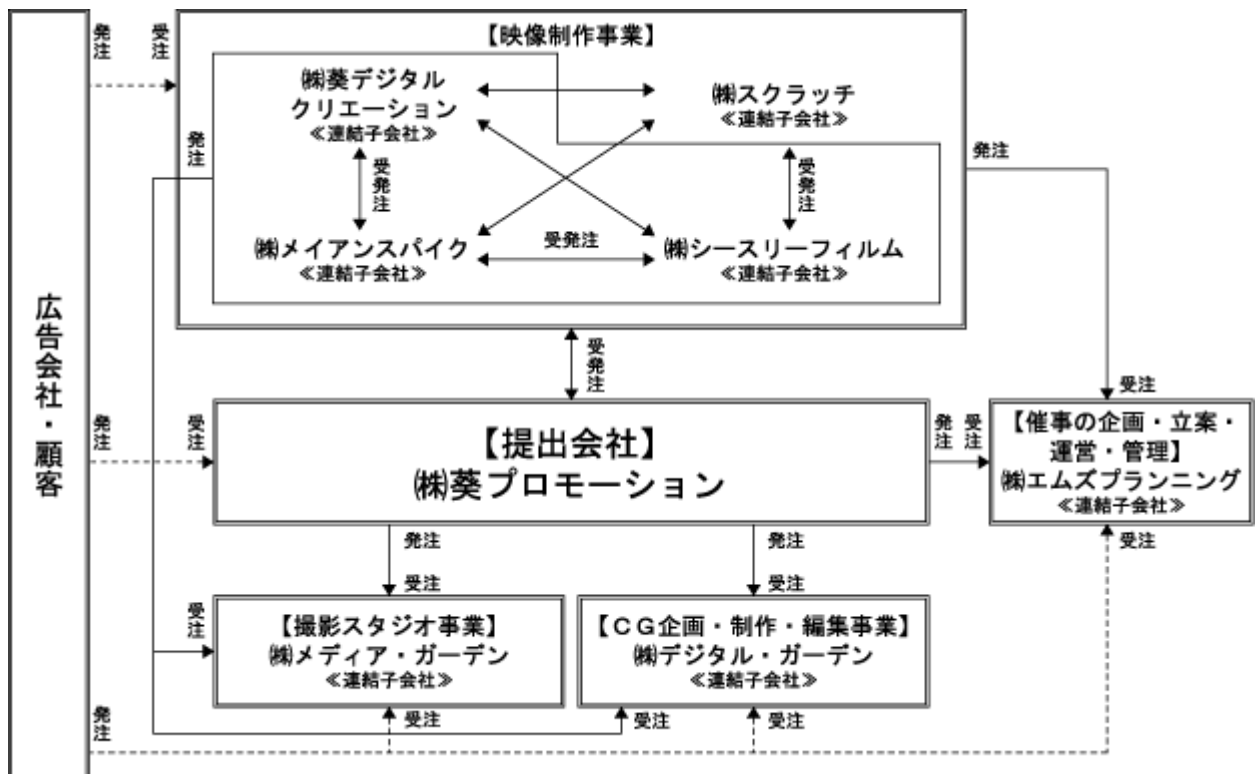 広告会社・顧客
発注
受注
【映像制作事業】
㈱葵デジタル
クリエーション
≪連結子会社≫
㈱スクラッチ
≪連結子会社≫
受発注
受発注
受発注
㈱メイアンスパイク
≪連結子会社≫
㈱シースリーフィルム
≪連結子会社≫
発注
発注
受発注
受注
発注
受注
【提出会社】
㈱葵プロモーション
発注
受注
【催事の企画・立案・
運営・管理】
㈱エムズプランニング
≪連結子会社≫
受注
発注
受注
発注
受注
受注
【撮影スタジオ事業】
㈱メディア・ガーデン
≪連結子会社≫
【ＣＧ企画・制作・編集事業】
㈱デジタル・ガーデン
≪連結子会社≫
発注
受注
受注
受注